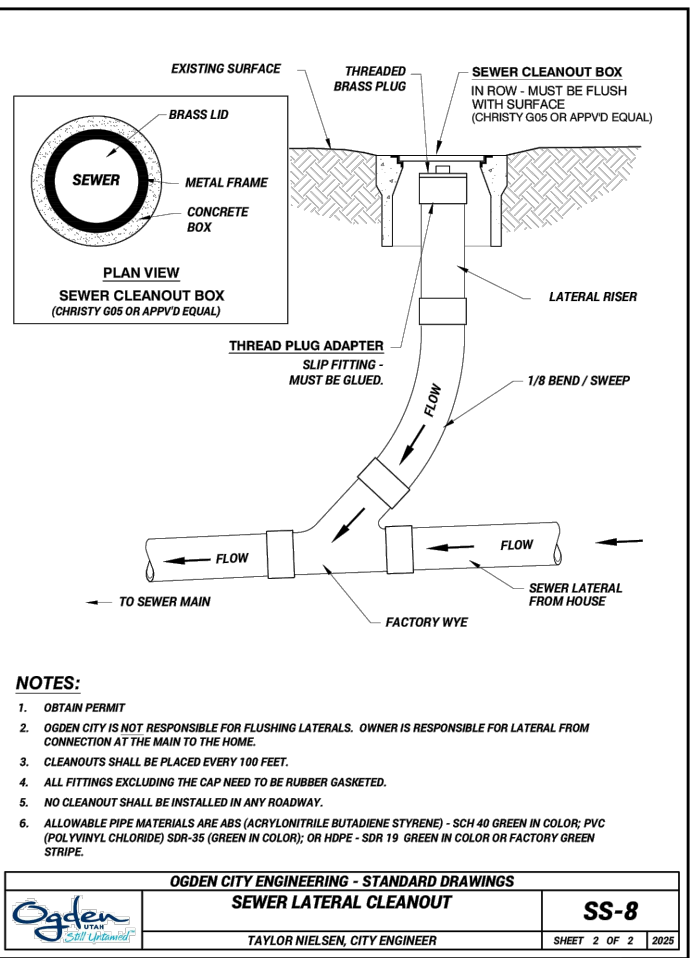 EXISTING SURFACE
THREADED
BRASS PLUG
SEWER CLEANOUT BOX
IN ROW - MUST BE FLUSH
WITH SURFACE
(CHRISTY G05 OR APPV'D EQUAL)
BRASS LID
SEWER
METAL FRAME
CONCRETE
BOX
PLAN VIEW
SEWER CLEANOUT BOX
(CHRISTY G05 OR APPV'D EQUAL)
LATERAL RISER
THREAD PLUG ADAPTER
SLIP FITTING -
MUST BE GLUED.
1/8 BEND / SWEEP
FLOW
FLOW
FLOW
SEWER LATERAL
FROM HOUSE
TO SEWER MAIN
FACTORY WYE
NOTES:
1. OBTAIN PERMIT
2. OGDEN CITY IS NOT RESPONSIBLE FOR FLUSHING LATERALS. OWNER IS RESPONSIBLE FOR LATERAL FROM
CONNECTION AT THE MAIN TO THE HOME.
3. CLEANOUTS SHALL BE PLACED EVERY 100 FEET.
4. ALL FITTINGS EXCLUDING THE CAP NEED TO BE RUBBER GASKETED.
5. NO CLEANOUT SHALL BE INSTALLED IN ANY ROADWAY.
6. ALLOWABLE PIPE MATERIALS ARE ABS (ACRYLONITRILE BUTADIENE STYRENE) - SCH 40 GREEN IN COLOR; PVC
(POLYVINYL CHLORIDE) SDR-35 (GREEN IN COLOR); OR HDPE - SDR 19 GREEN IN COLOR OR FACTORY GREEN
STRIPE.
OGDEN CITY ENGINEERING - STANDARD DRAWINGS
Ogden
UTAH
Still Untamed
SEWER LATERAL CLEANOUT
SS-8
TAYLOR NIELSEN, CITY ENGINEER
SHEET 2 OF 2
2025